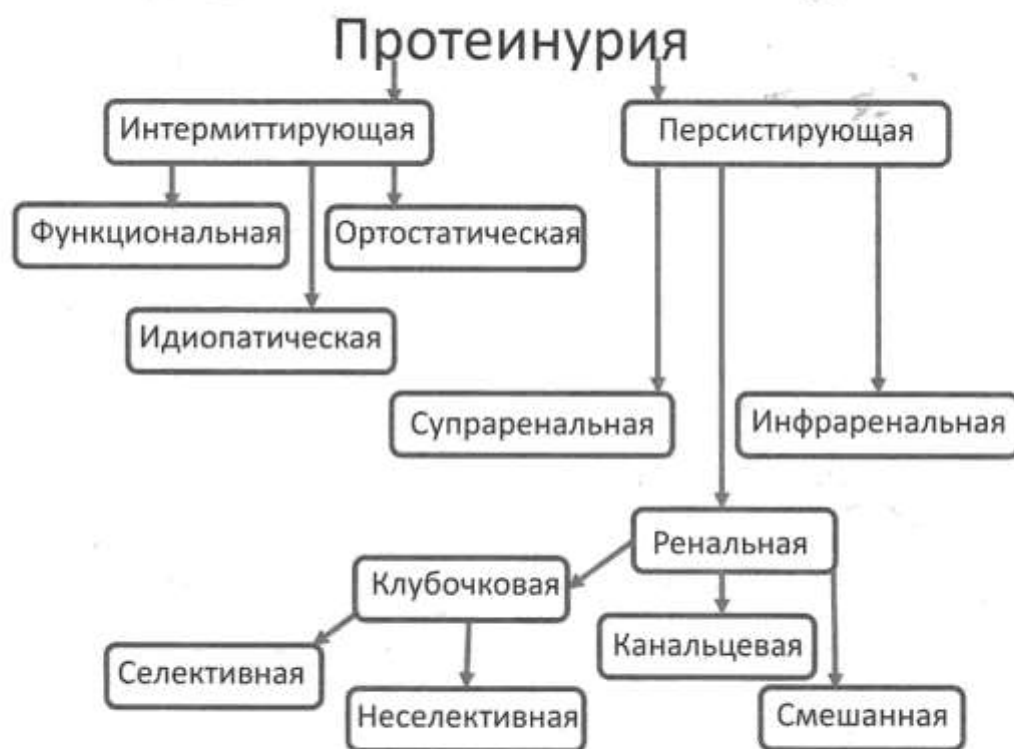 Протеинурия
Интермиттирующая
Персистирующая
Функциональная
Ортостатическая
Идиопатическая
Супраренальная
Инфраренальная
Ренальная
Клубочковая
Канальцевая
Селективная
Неселективная
Смешанная